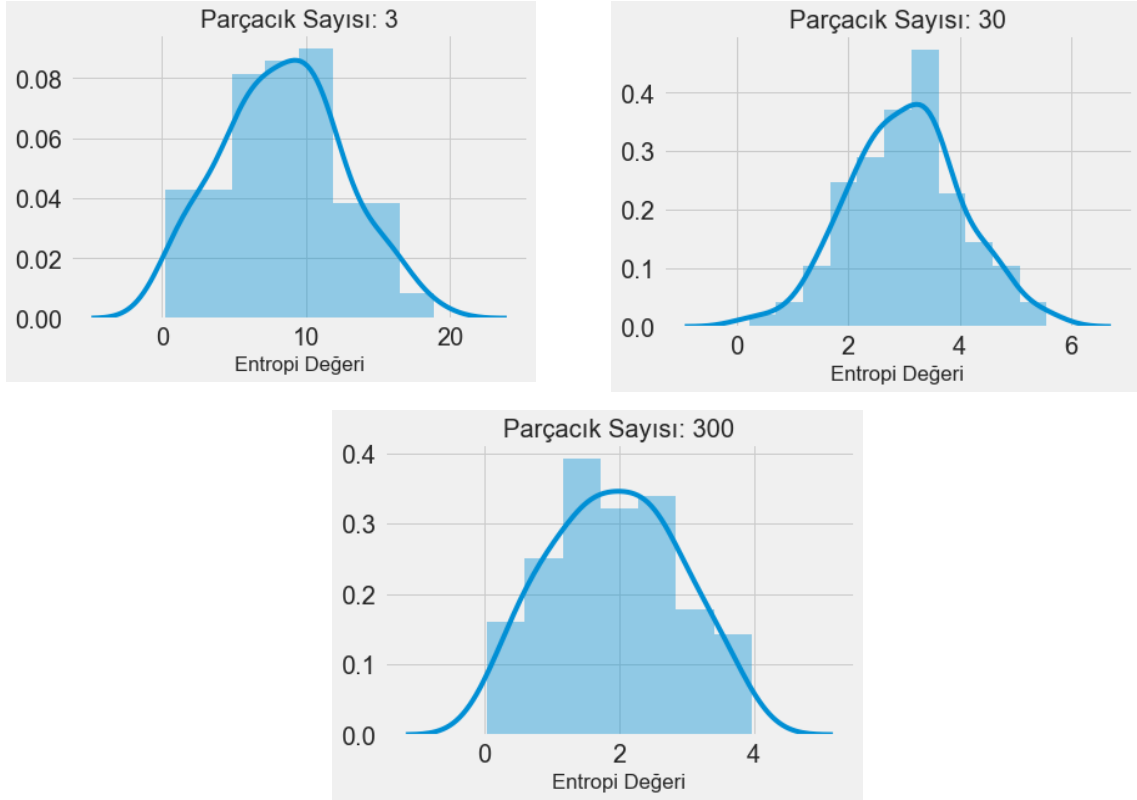 Parçacık Sayısı: 3
0.08
0.06
0.04
0.02
0.00
0 10 20
Entropi Değeri
Parçacık Sayısı: 30
0.4
0.3
0.2
0.1
0.0
0 2 4 6
Entropi Değeri
Parçacık Sayısı: 300
0.4
0.3
0.2
0.1
0.0
0 2 4
Entropi Değeri